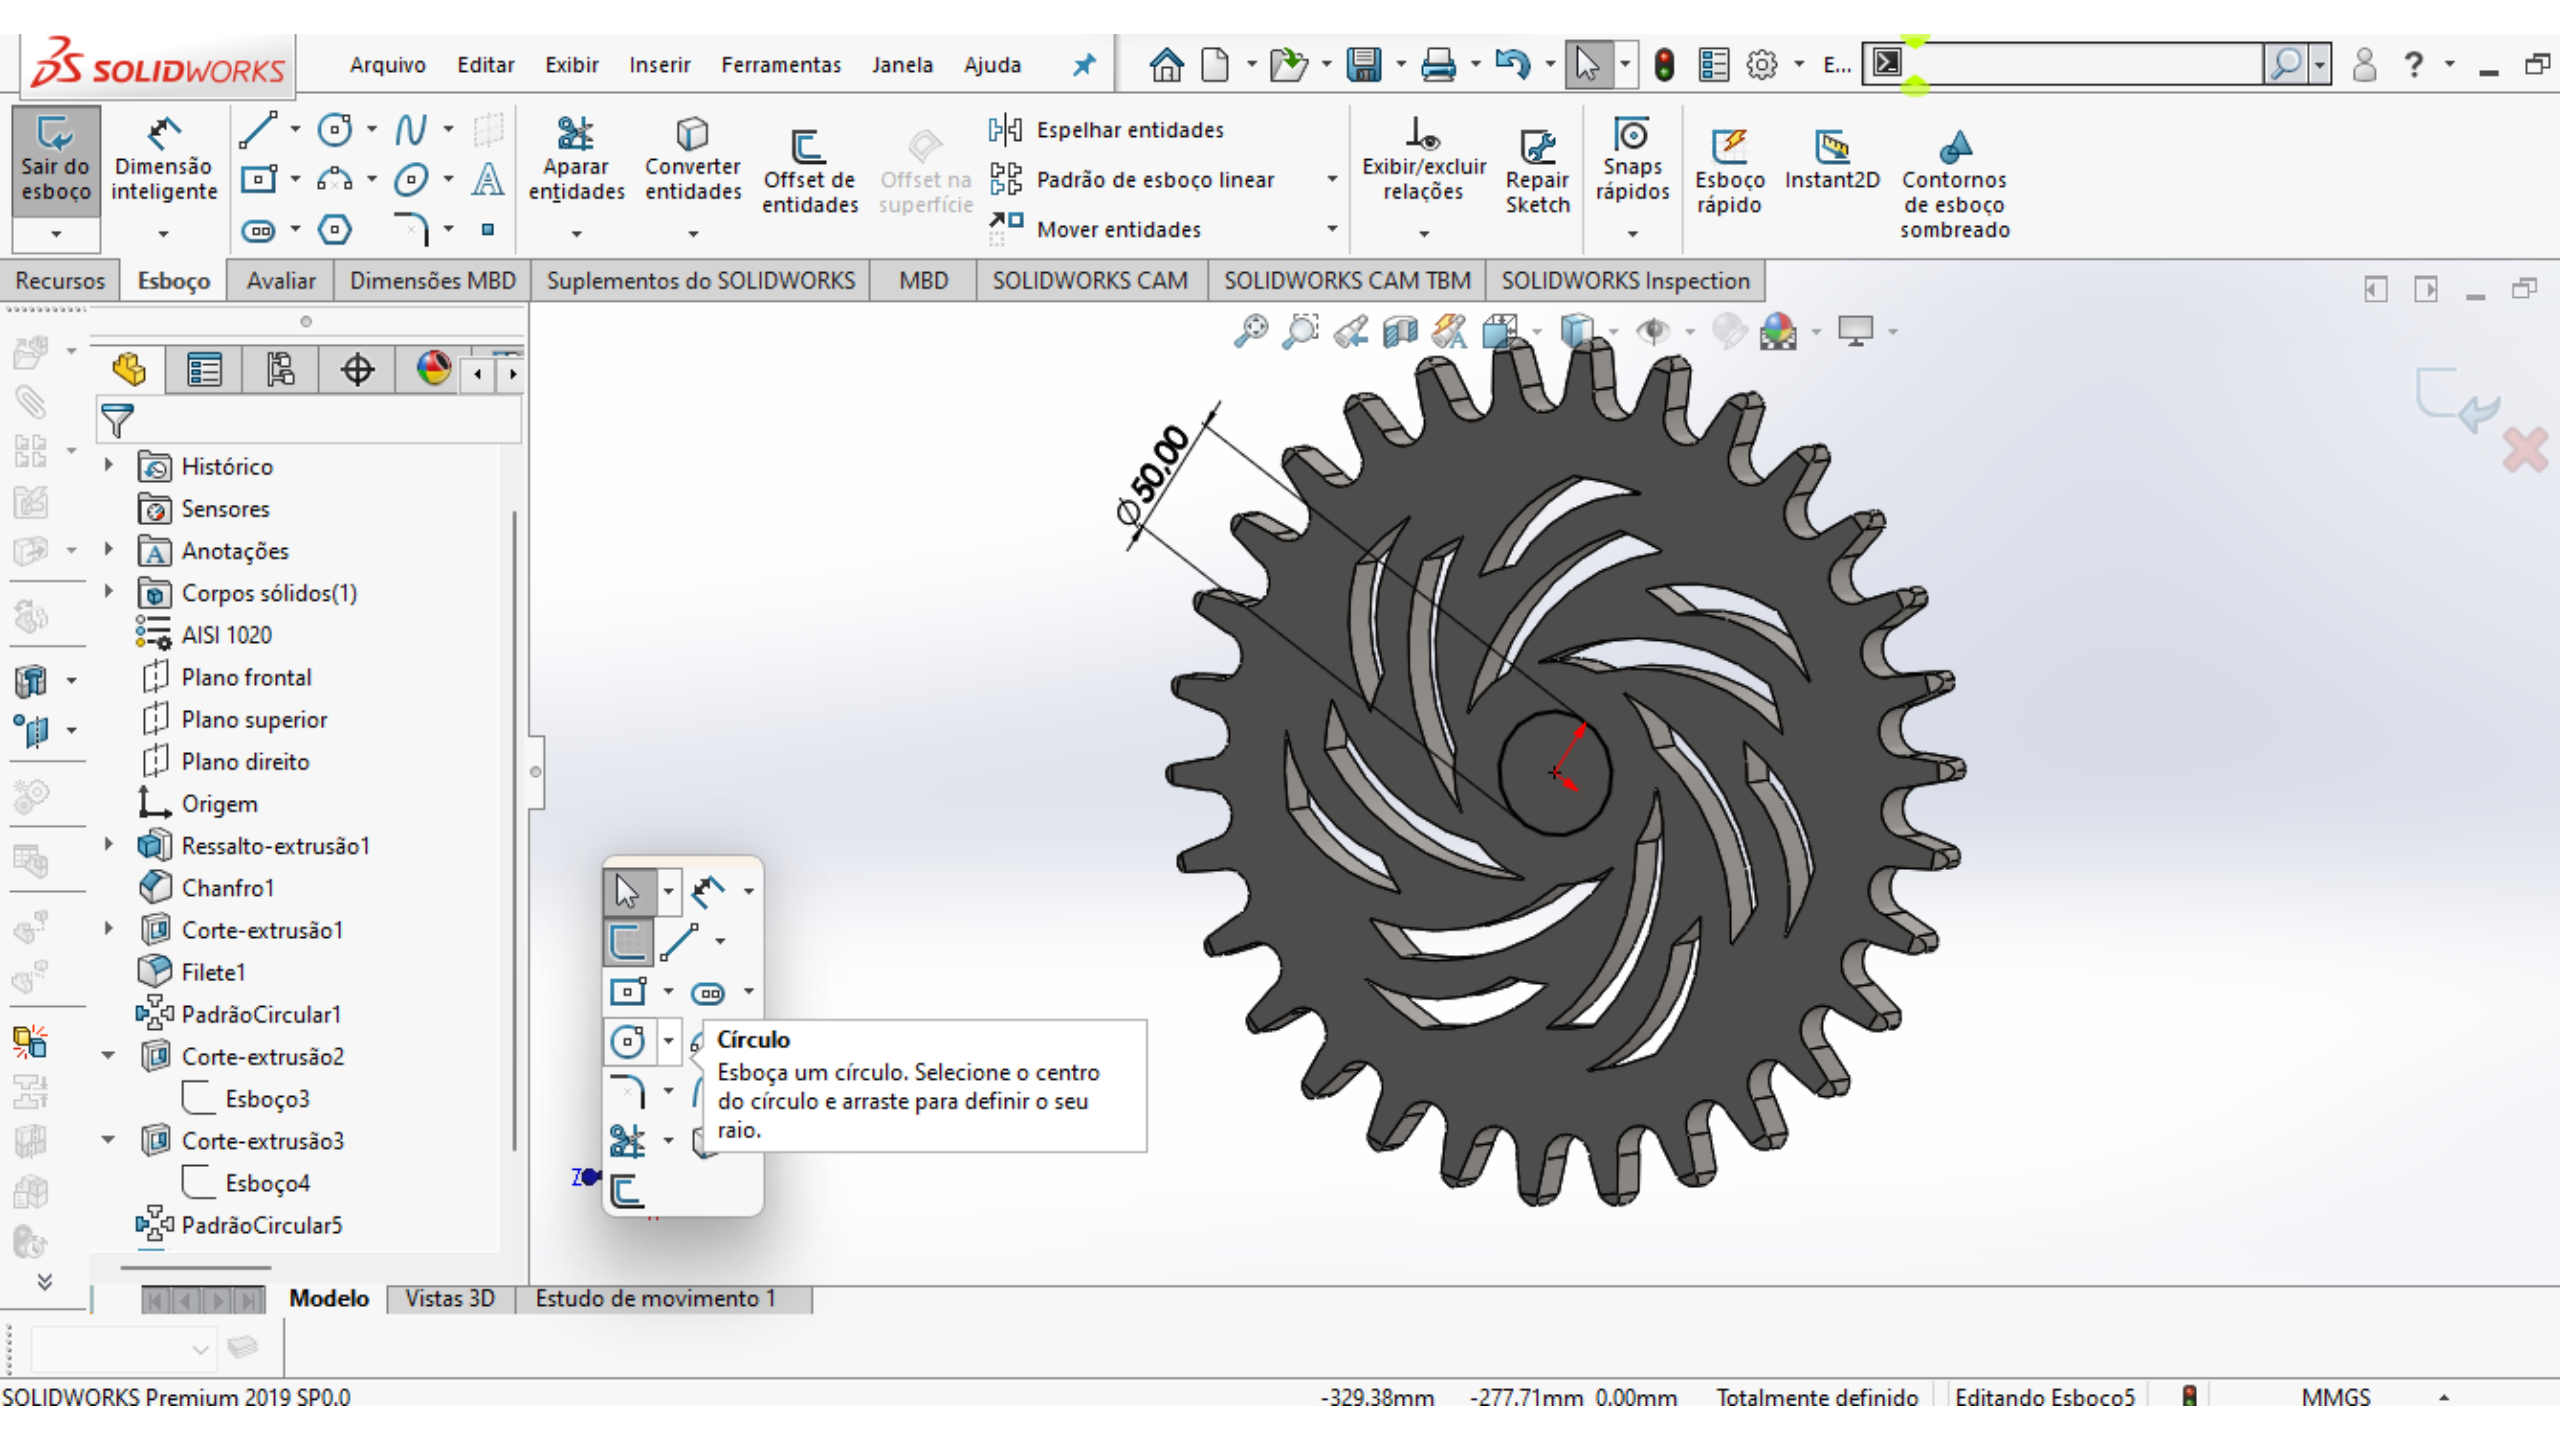 SOLIDWORKS
Arquivo Editar Exibir Inserir Ferramentas Janela Ajuda
E...
?
Sair do esboço
Dimensão inteligente
Aparar entidades
Converter entidades
Offset de entidades
Offset na superfície
Espelhar entidades
Padrão de esboço linear
Mover entidades
Exibir/excluir relações
Repair Sketch
Snaps rápidos
Esboço rápido
Instant2D
Contornos de esboço sombreado
Recursos Esboço Avaliar Dimensões MBD Suplementos do SOLIDWORKS MBD SOLIDWORKS CAM SOLIDWORKS CAM TBM SOLIDWORKS Inspection
Histórico
Sensores
Anotações
Corpos sólidos(1)
AISI 1020
Plano frontal
Plano superior
Plano direito
Origem
Ressalto-extrusão1
Chanfro1
Corte-extrusão1
Filete1
PadrãoCircular1
Corte-extrusão2
Esboço3
Corte-extrusão3
Esboço4
PadrãoCircular5
Ø50,00
Círculo
Esboça um círculo. Selecione o centro
do círculo e arraste para definir o seu
raio.
Z
Modelo Vistas 3D Estudo de movimento 1
SOLIDWORKS Premium 2019 SP0.0
-329.38mm -277.71mm 0.00mm Totalmente definido Editando Esboço5 MMGS